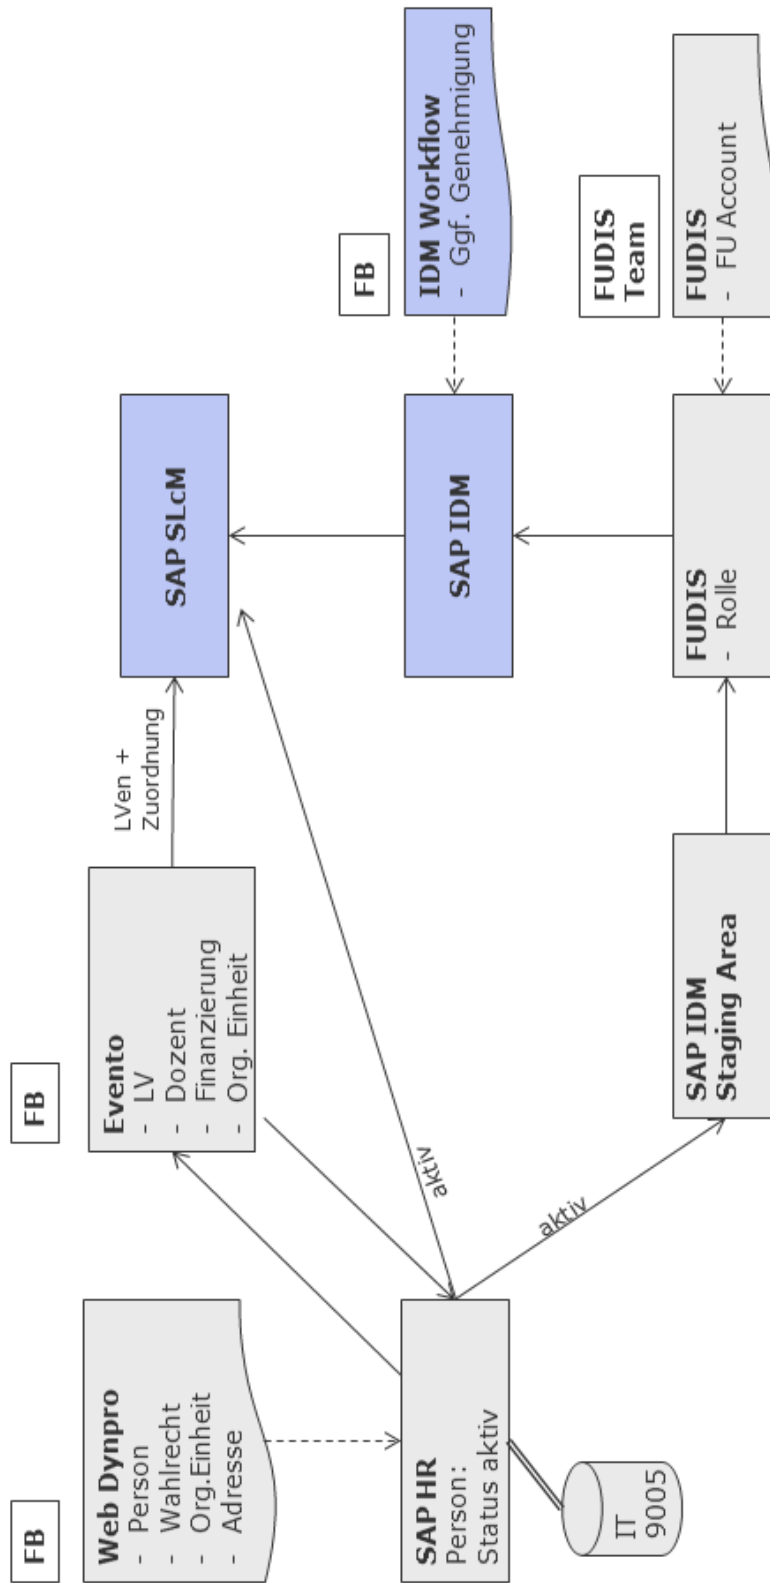 FB
Web Dynpro
- Person
- Wahlrecht
- Org.Einheit
- Adresse
SAP HR
Person:
Status aktiv
IT
9005
FB
Evento
- LV
- Dozent
- Finanzierung
- Org. Einheit
LVen +
Zuordnung
aktiv
aktiv
SAP IDM
Staging Area
SAP SLcM
SAP IDM
FUDIS
- Rolle
FB
IDM Workflow
- Ggf. Genehmigung
FUDIS
Team
FUDIS
- FU Account